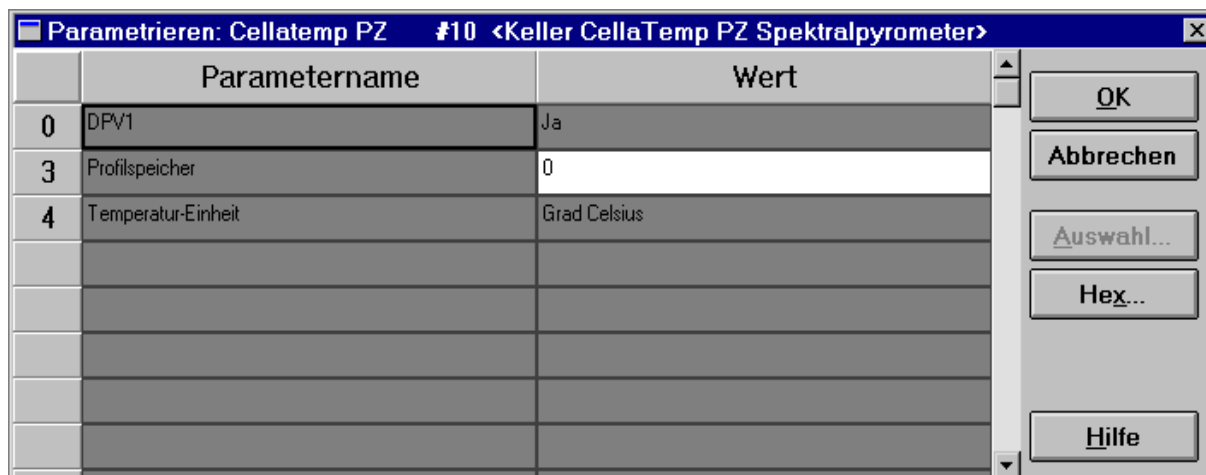 Parametrieren: Cellatemp PZ #10 <Keller CellaTemp PZ Spektralpyrometer>
Parametername Wert
0 DPV1 Ja
3 Profilspeicher 0
4 Temperatur-Einheit Grad Celsius
OK
Abbrechen
Auswahl...
Hex...
Hilfe